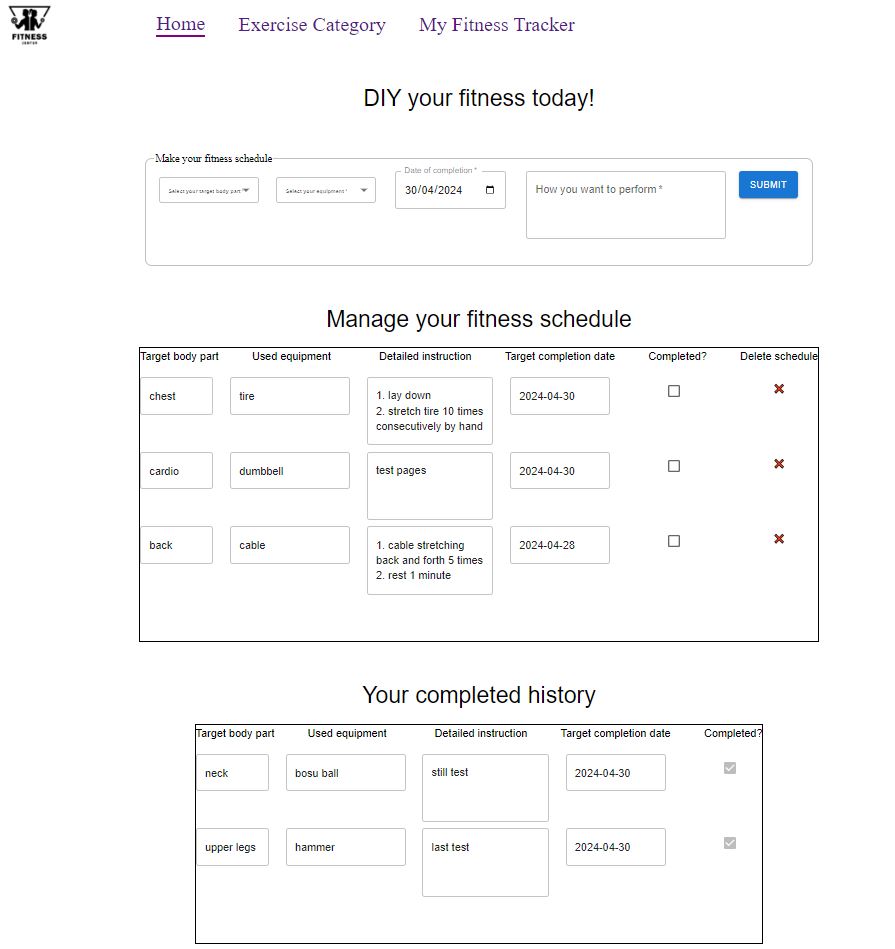 FITNESS
CENTER
Home Exercise Category My Fitness Tracker
DIY your fitness today!
Make your fitness schedule
Select your target body part
Select your equipment *
Date of completion *
30/04/2024
How you want to perform *
SUBMIT
Manage your fitness schedule
Target body part Used equipment Detailed instruction Target completion date Completed? Delete schedule
chest tire 1. lay down
2. stretch tire 10 times
consecutively by hand
2024-04-30
cardio dumbbell test pages 2024-04-30
back cable 1. cable stretching
back and forth 5 times
2. rest 1 minute
2024-04-28
Your completed history
Target body part Used equipment Detailed instruction Target completion date Completed?
neck bosu ball still test 2024-04-30
upper legs hammer last test 2024-04-30